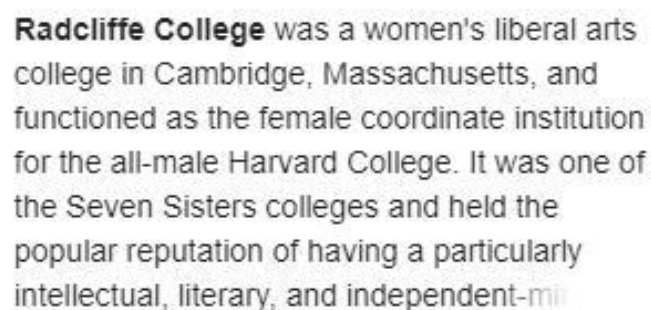 Radcliffe College was a women's liberal arts
college in Cambridge, Massachusetts, and
functioned as the female coordinate institution
for the all-male Harvard College. It was one of
the Seven Sisters colleges and held the
popular reputation of having a particularly
intellectual, literary, and